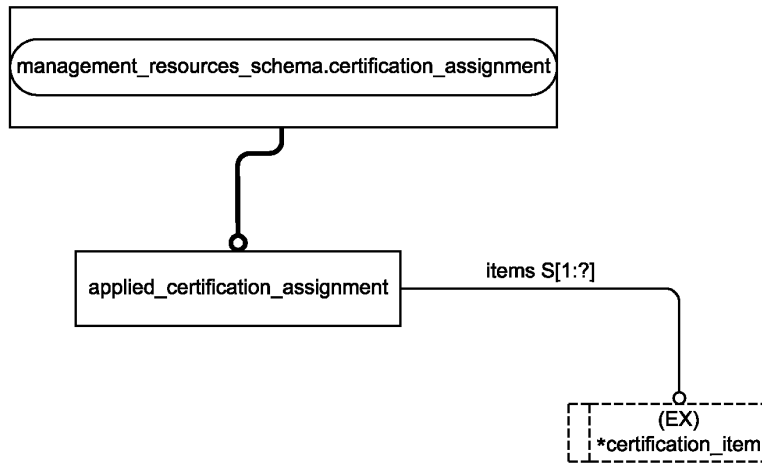 management_resources_schema.certification_assignment
applied_certification_assignment
items S[1:?]
(EX)
*certification_item